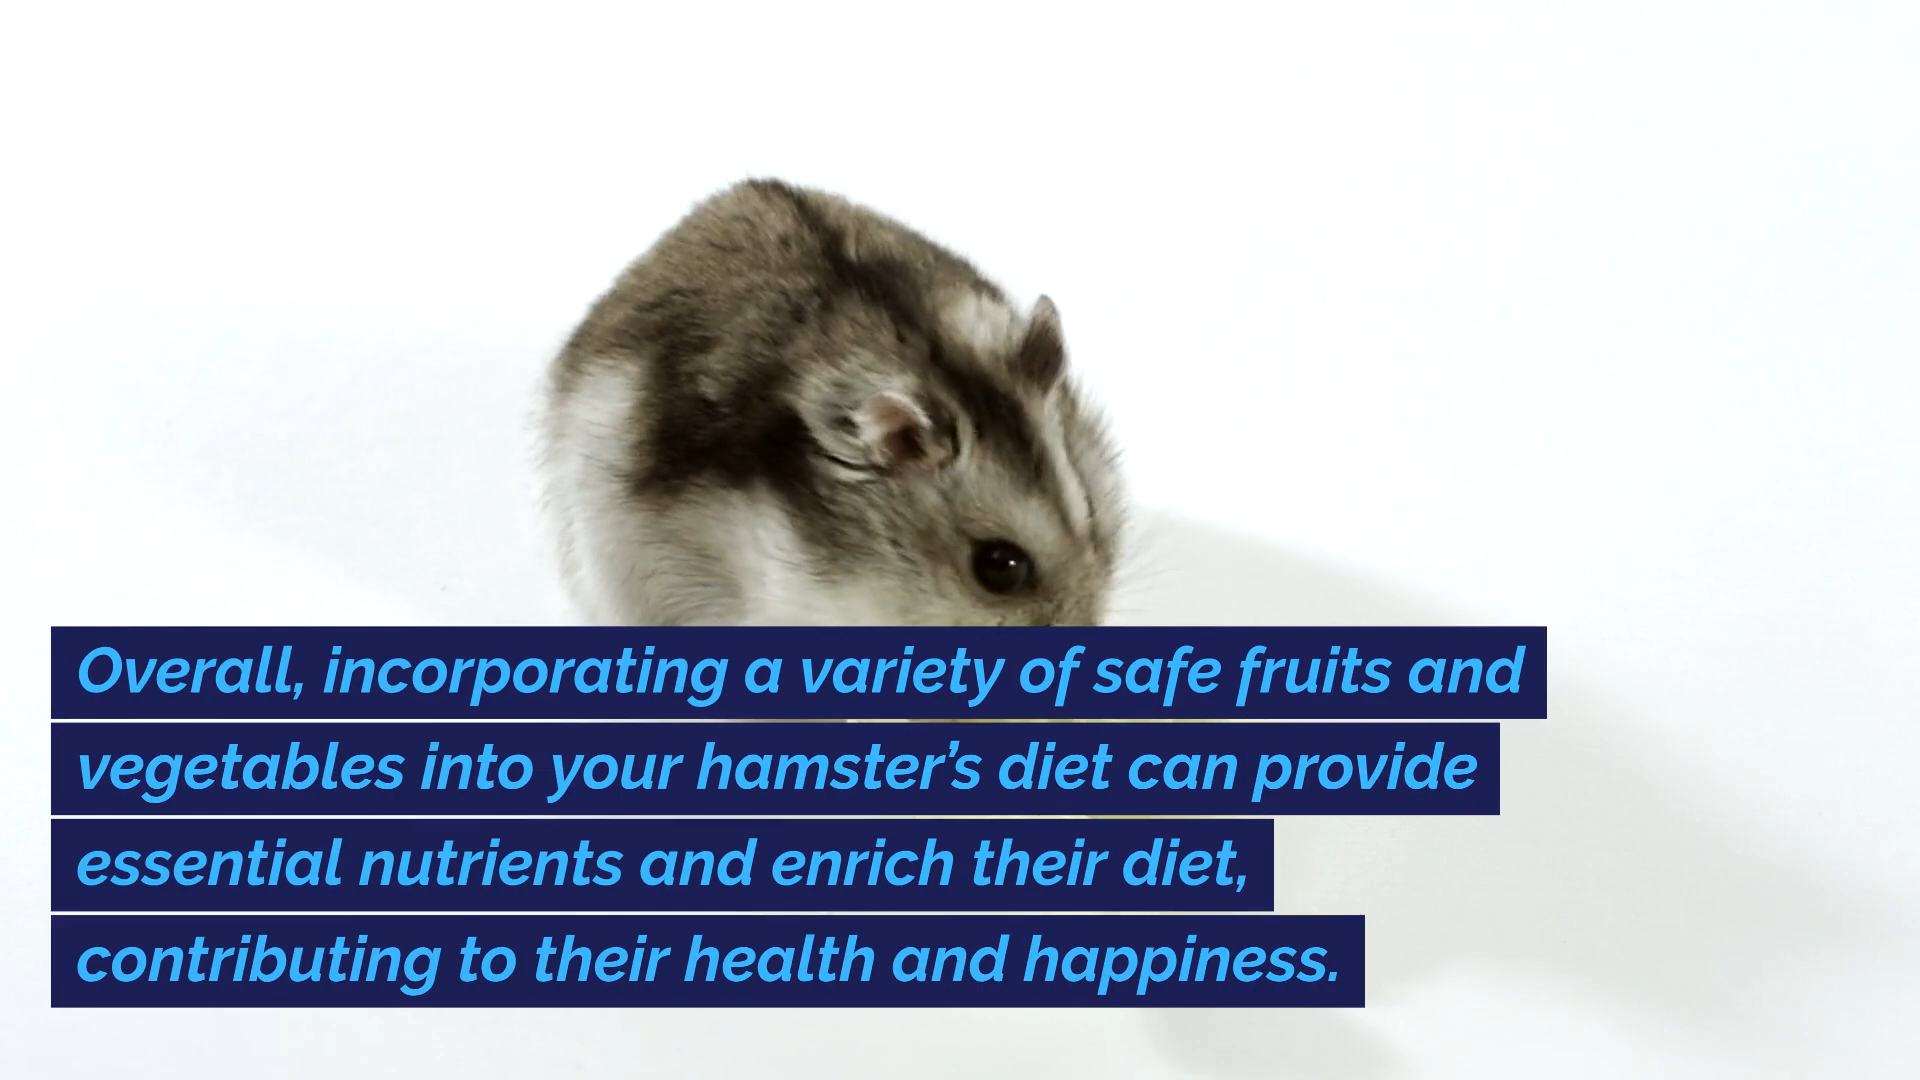 Overall, incorporating a variety of safe fruits and
vegetables into your hamster’s diet can provide
essential nutrients and enrich their diet,
contributing to their health and happiness.